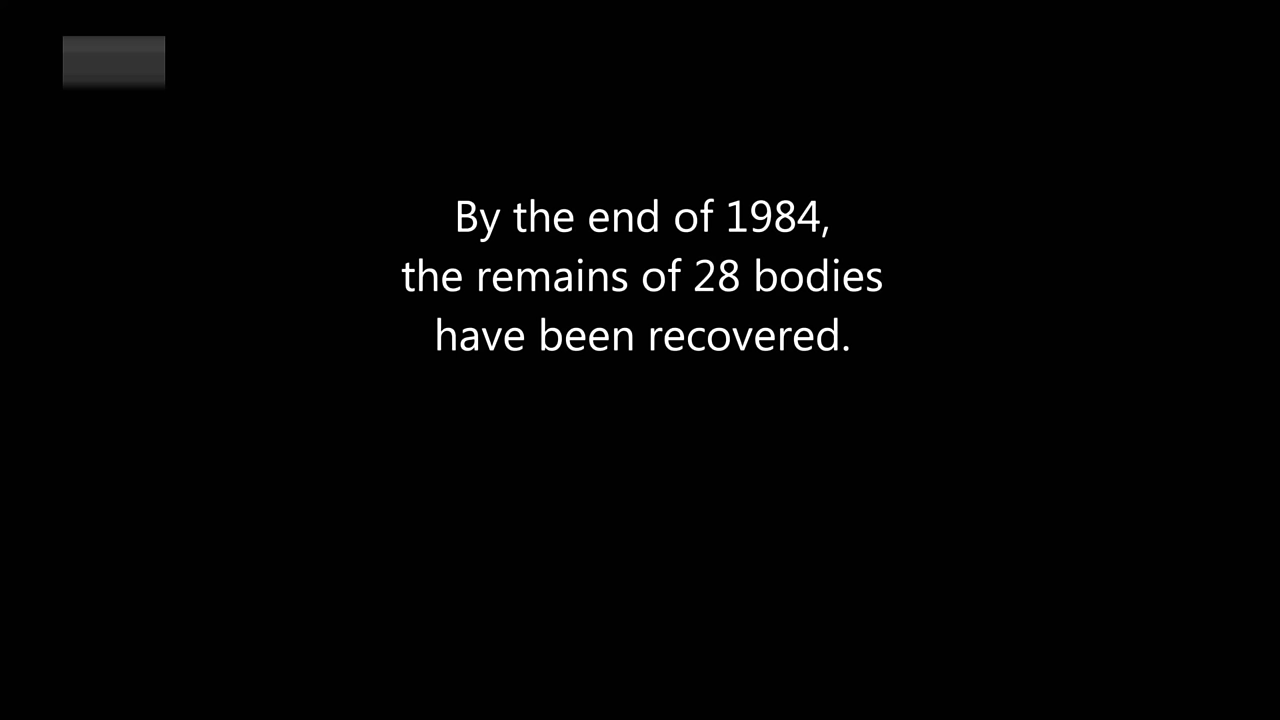 By the end of 1984,
the remains of 28 bodies
have been recovered.